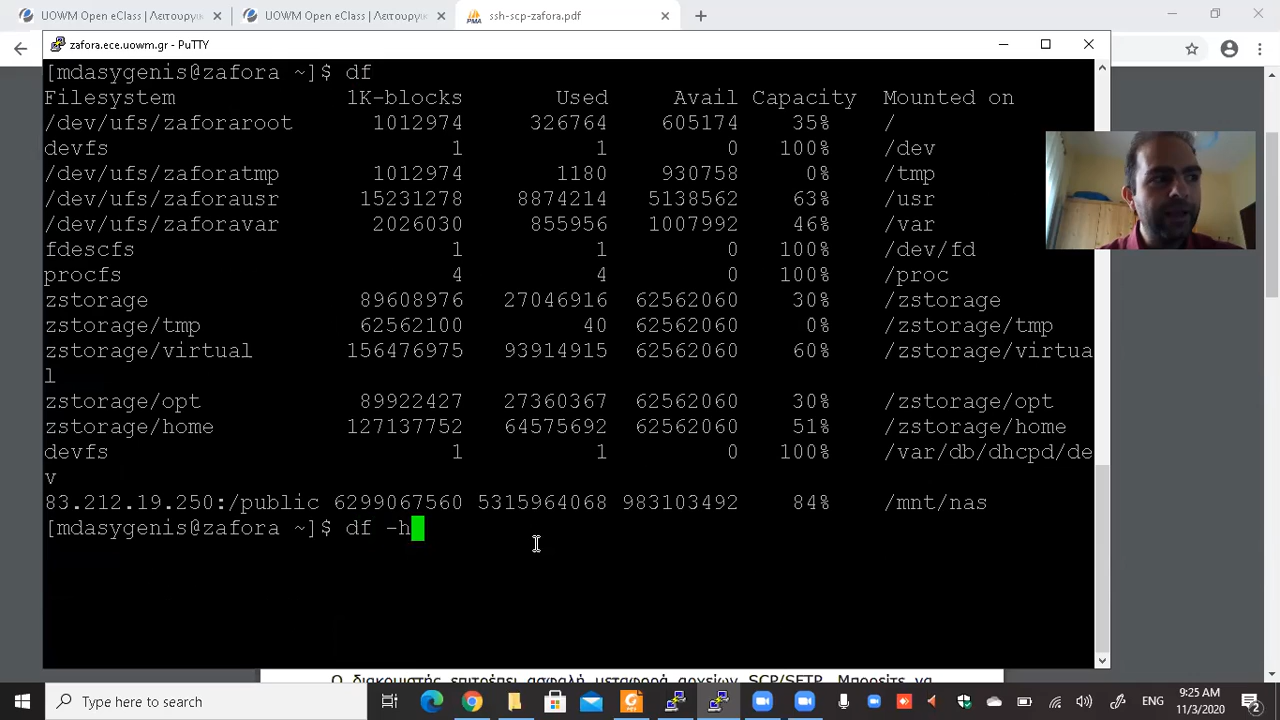 UOWM Open eClass | Λειτουργικ
UOWM Open eClass | Λειτουργικ
ssh-scp-zafora.pdf
zafora.ece.uowm.gr - PuTTY
[mdasygenis@zafora ~]$ df
Filesystem 1K-blocks Used Avail Capacity Mounted on
/dev/ufs/zaforaroot 1012974 326764 605174 35% /
devfs 1 1 0 100% /dev
/dev/ufs/zaforatmp 1012974 1180 930758 0% /tmp
/dev/ufs/zaforausr 15231278 8874214 5138562 63% /usr
/dev/ufs/zaforavar 2026030 855956 1007992 46% /var
fdescfs 1 1 0 100% /dev/fd
procfs 4 4 0 100% /proc
zstorage 89608976 27046916 62562060 30% /zstorage
zstorage/tmp 62562100 40 62562060 0% /zstorage/tmp
zstorage/virtual 156476975 93914915 62562060 60% /zstorage/virtua
l
zstorage/opt 89922427 27360367 62562060 30% /zstorage/opt
zstorage/home 127137752 64575692 62562060 51% /zstorage/home
devfs 1 1 0 100% /var/db/dhcpd/de
v
83.212.19.250:/public 6299067560 5315964068 983103492 84% /mnt/nas
[mdasygenis@zafora ~]$ df -h
Ο διακομιστής επιτρέπει ασφαλή μεταφορά αρχείων SCP/SFTP. Μπορείτε να
Type here to search
ENG
9:25 AM
11/3/2020
2